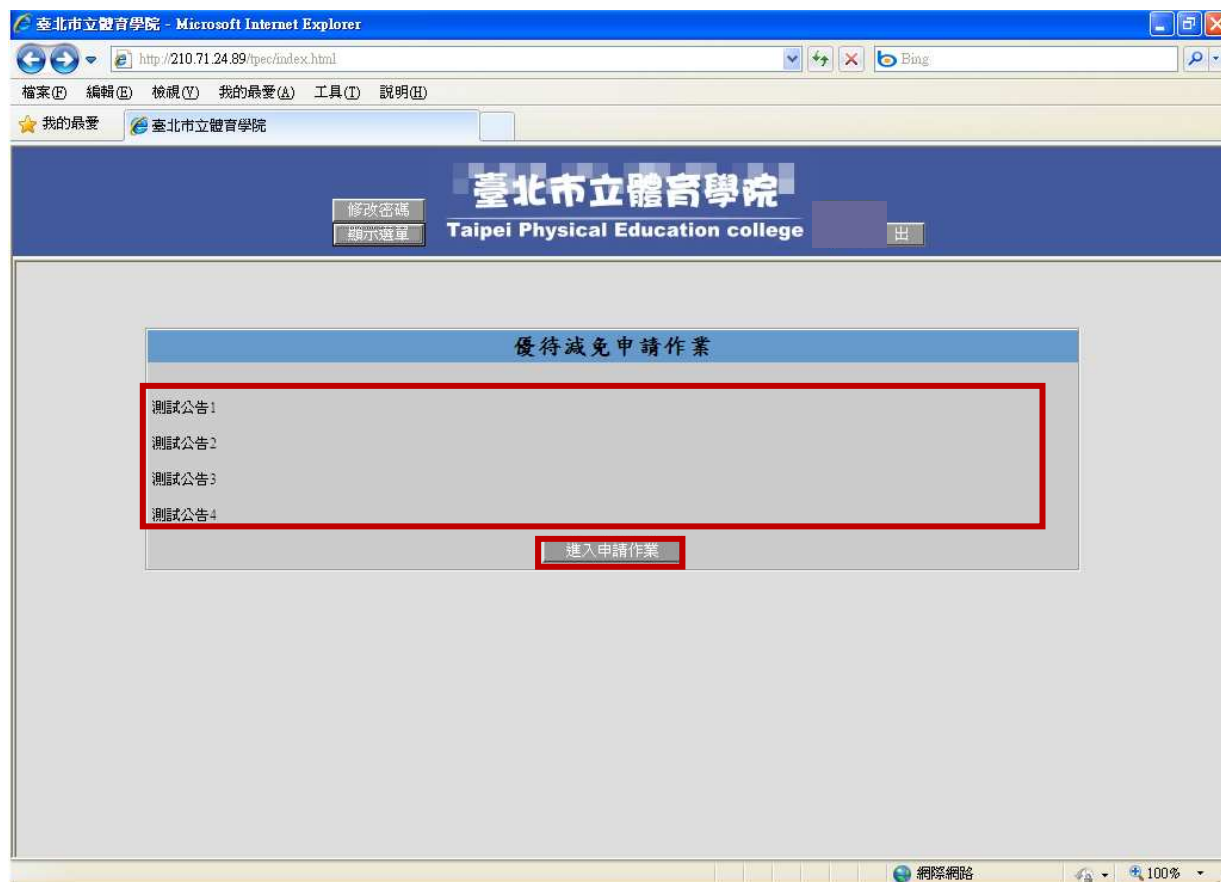 臺北市立體育學院 - Microsoft Internet Explorer
http://210.71.24.89/tpec/index.html
Bing
檔案(F) 編輯(E) 檢視(V) 我的最愛(A) 工具(T) 說明(H)
我的最愛 臺北市立體育學院
臺北市立體育學院
修改密碼
顯示選單 Taipei Physical Education college 出
優待減免申請作業
測試公告1
測試公告2
測試公告3
測試公告4
進入申請作業
網際網路 100%